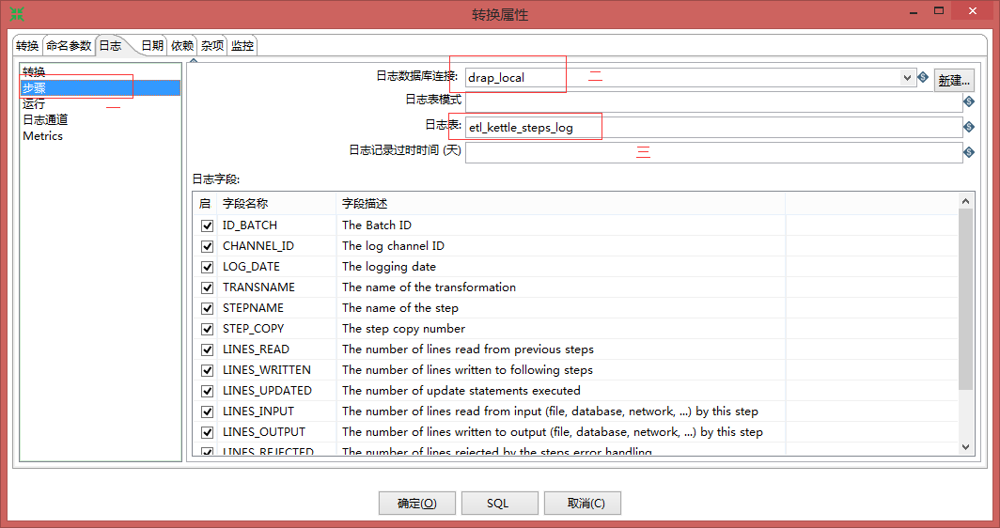 转换属性
转换 命名参数 日志 日期 依赖 杂项 监控
转换
步骤
运行
日志通道
Metrics
一
日志数据库连接: drap_local 新建...
二
日志表模式
日志表: etl_kettle_steps_log
日志记录过时时间 (天)
三
日志字段:
启 字段名称 字段描述
ID_BATCH The Batch ID
CHANNEL_ID The log channel ID
LOG_DATE The logging date
TRANSNAME The name of the transformation
STEPNAME The name of the step
STEP_COPY The step copy number
LINES_READ The number of lines read from previous steps
LINES_WRITTEN The number of lines written to following steps
LINES_UPDATED The number of update statements executed
LINES_INPUT The number of lines read from input (file, database, network, ...) by this step
LINES_OUTPUT The number of lines written to output (file, database, network, ...) by this step
LINES_REJECTED The number of lines rejected by the steps error handling
确定(O) SQL 取消(C)